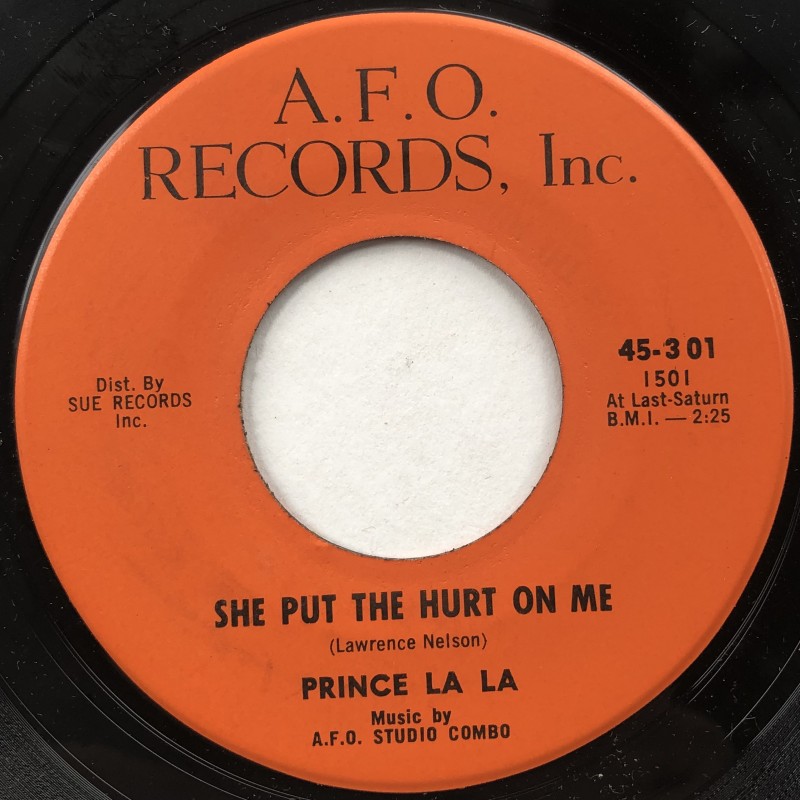 A.F.O.
RECORDS, Inc.
Dist. By
SUE RECORDS
Inc.
45-301
1501
At Last-Saturn
B.M.I. — 2:25
SHE PUT THE HURT ON ME
(Lawrence Nelson)
PRINCE LA LA
Music by
A.F.O. STUDIO COMBO